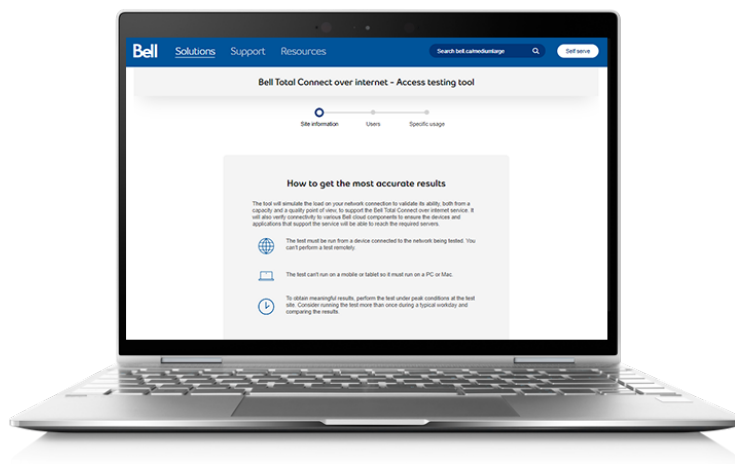 Bell Solutions Support Resources Search bell.ca/mediumlarge Self serve
Bell Total Connect over internet - Access testing tool
Site information Users Specific usage
How to get the most accurate results
The tool will simulate the load on your network connection to validate its ability, both from a
capacity and a quality point of view, to support the Bell Total Connect over internet service. It
will also verify connectivity to various Bell cloud components to ensure the devices and
applications that support the service will be able to reach the required servers.
The test must be run from a device connected to the network being tested. You
can't perform a test remotely.
The test can't run on a mobile or tablet so it must run on a PC or Mac.
To obtain meaningful results, perform the test under peak conditions at the test
site. Consider running the test more than once during a typical workday and
comparing the results.